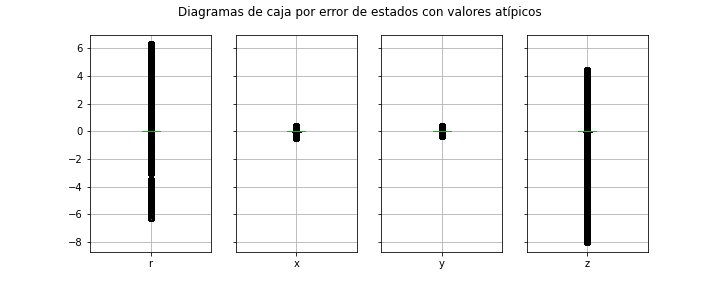 Diagramas de caja por error de estados con valores atípicos
6
4
2
0
−2
−4
−6
−8
r
x
y
z